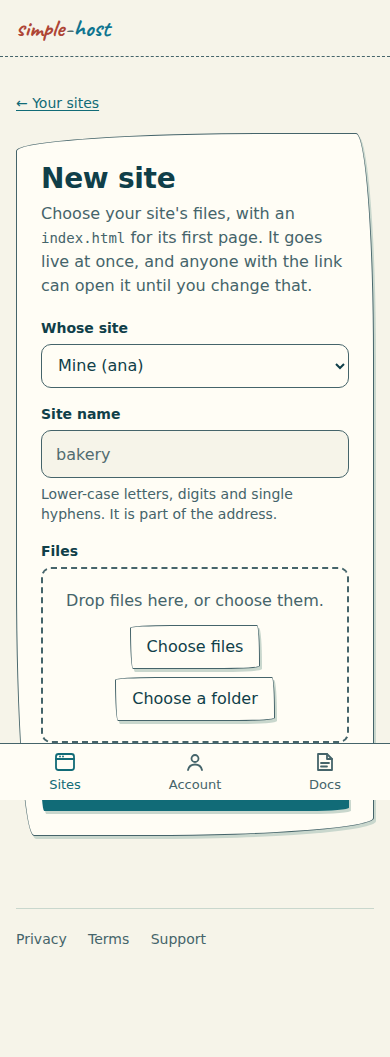 simple-host
← Your sites
New site
Choose your site's files, with an
index.html for its first page. It goes
live at once, and anyone with the link
can open it until you change that.
Whose site
Mine (ana)
Site name
bakery
Lower-case letters, digits and single
hyphens. It is part of the address.
Files
Drop files here, or choose them.
Choose files
Choose a folder
Sites Account Docs
Privacy Terms Support